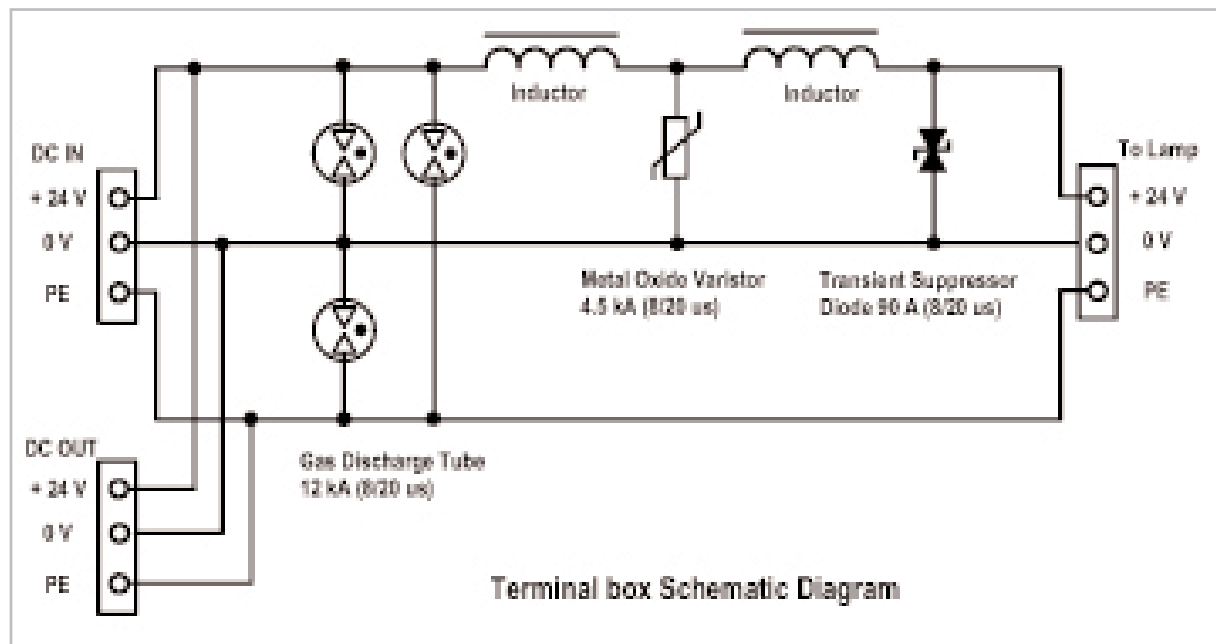 Inductor
Inductor
DC IN
+ 24 V
0 V
PE
To Lamp
+ 24 V
0 V
PE
Metal Oxide Varistor
4.5 kA (8/20 us)
Transient Suppressor
Diode 90 A (8/20 us)
DC OUT
+ 24 V
0 V
PE
Gas Discharge Tube
12 kA (8/20 us)
Terminal box Schematic Diagram